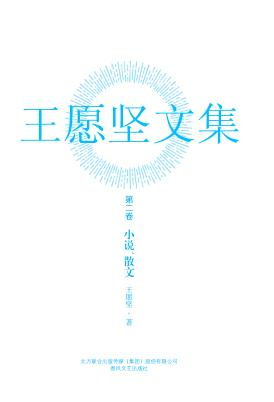 王愿坚文集
第二卷
小说、散文
王愿坚·著
北方联合出版传媒（集团）股份有限公司
春风文艺出版社